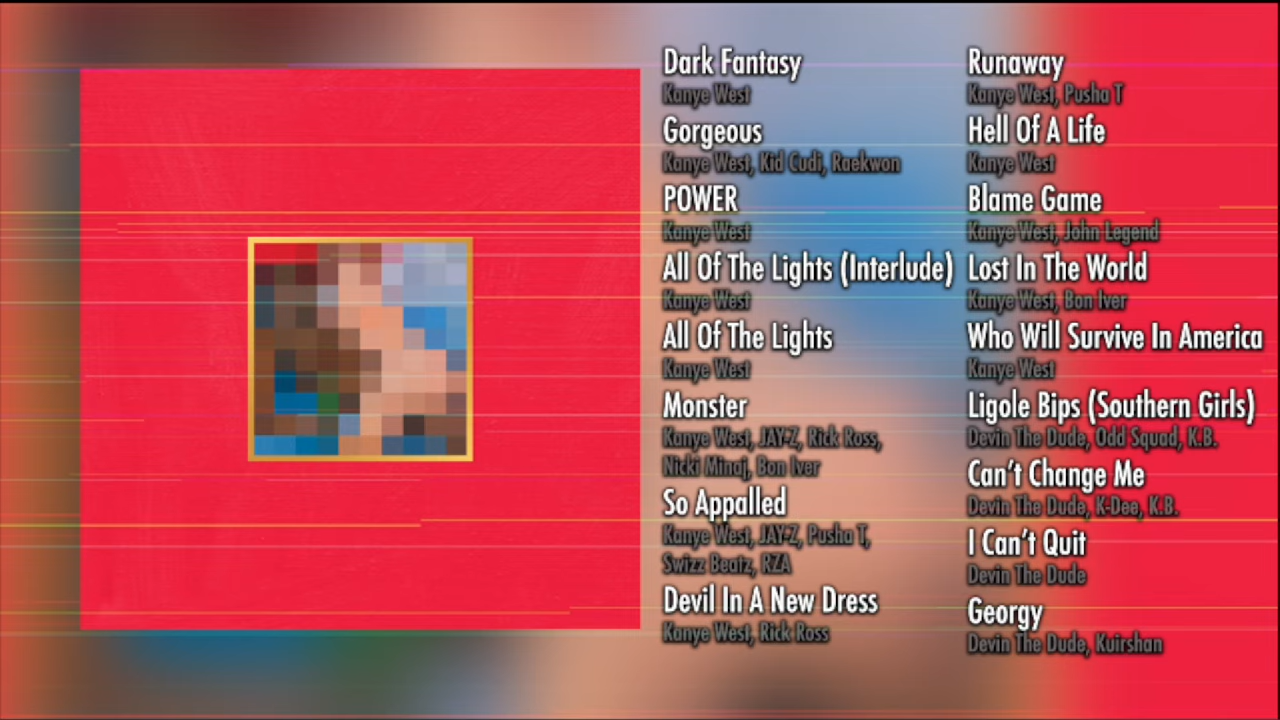 Dark Fantasy
Kanye West
Gorgeous
Kanye West, Kid Cudi, Raekwon
POWER
Kanye West
All Of The Lights (Interlude)
Kanye West
All Of The Lights
Kanye West
Monster
Kanye West, JAY-Z, Rick Ross,
Nicki Minaj, Bon Iver
So Appalled
Kanye West, JAY-Z, Pusha T,
Swizz Beatz, RZA
Devil In A New Dress
Kanye West, Rick Ross
Runaway
Kanye West, Pusha T
Hell Of A Life
Kanye West
Blame Game
Kanye West, John Legend
Lost In The World
Kanye West, Bon Iver
Who Will Survive In America
Kanye West
Ligole Bips (Southern Girls)
Devin The Dude, Odd Squad, K.B.
Can't Change Me
Devin The Dude, K-Dee, K.B.
I Can't Quit
Devin The Dude
Georgy
Devin The Dude, Kuirshan